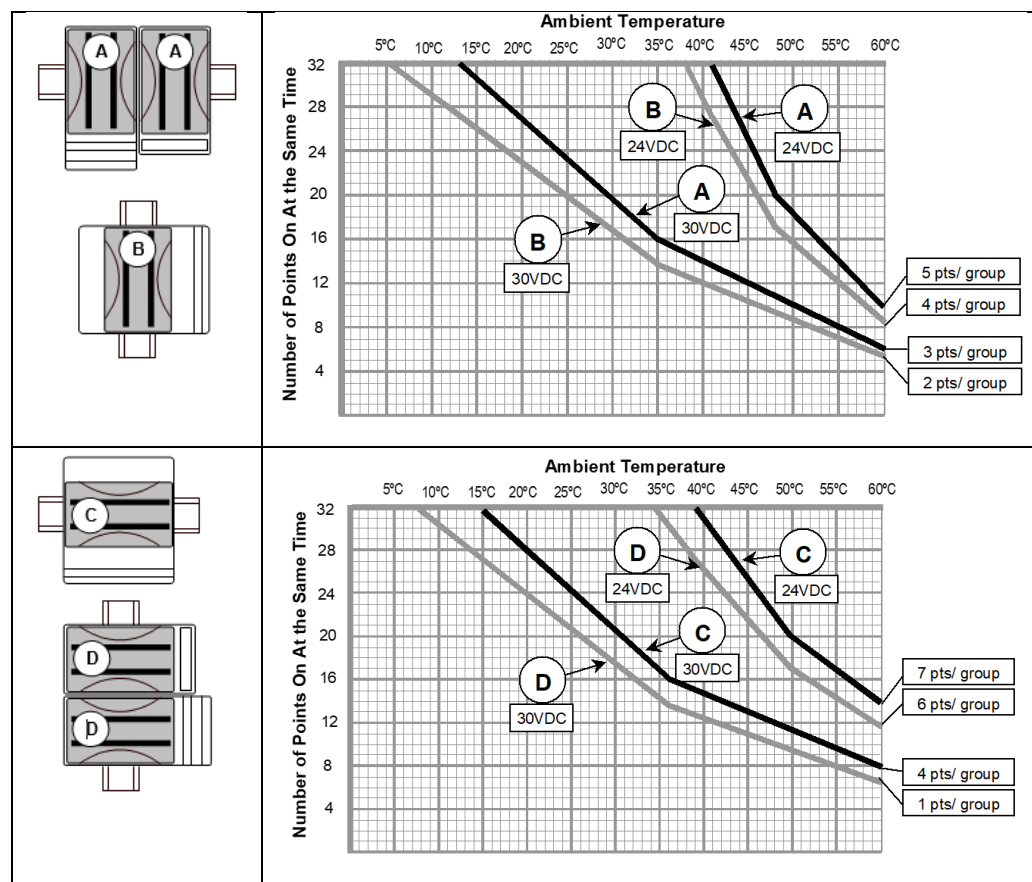 A A
B
Ambient Temperature
5°C 10°C 15°C 20°C 25°C 30°C 35°C 40°C 45°C 50°C 55°C 60°C
Number of Points On At the Same Time
32
28
24
20
16
12
8
4
B
24VDC
A
24VDC
A
30VDC
B
30VDC
5 pts/ group
4 pts/ group
3 pts/ group
2 pts/ group
C
D
D
Ambient Temperature
5°C 10°C 15°C 20°C 25°C 30°C 35°C 40°C 45°C 50°C 55°C 60°C
Number of Points On At the Same Time
32
28
24
20
16
12
8
4
D
24VDC
C
24VDC
C
30VDC
D
30VDC
7 pts/ group
6 pts/ group
4 pts/ group
1 pts/ group